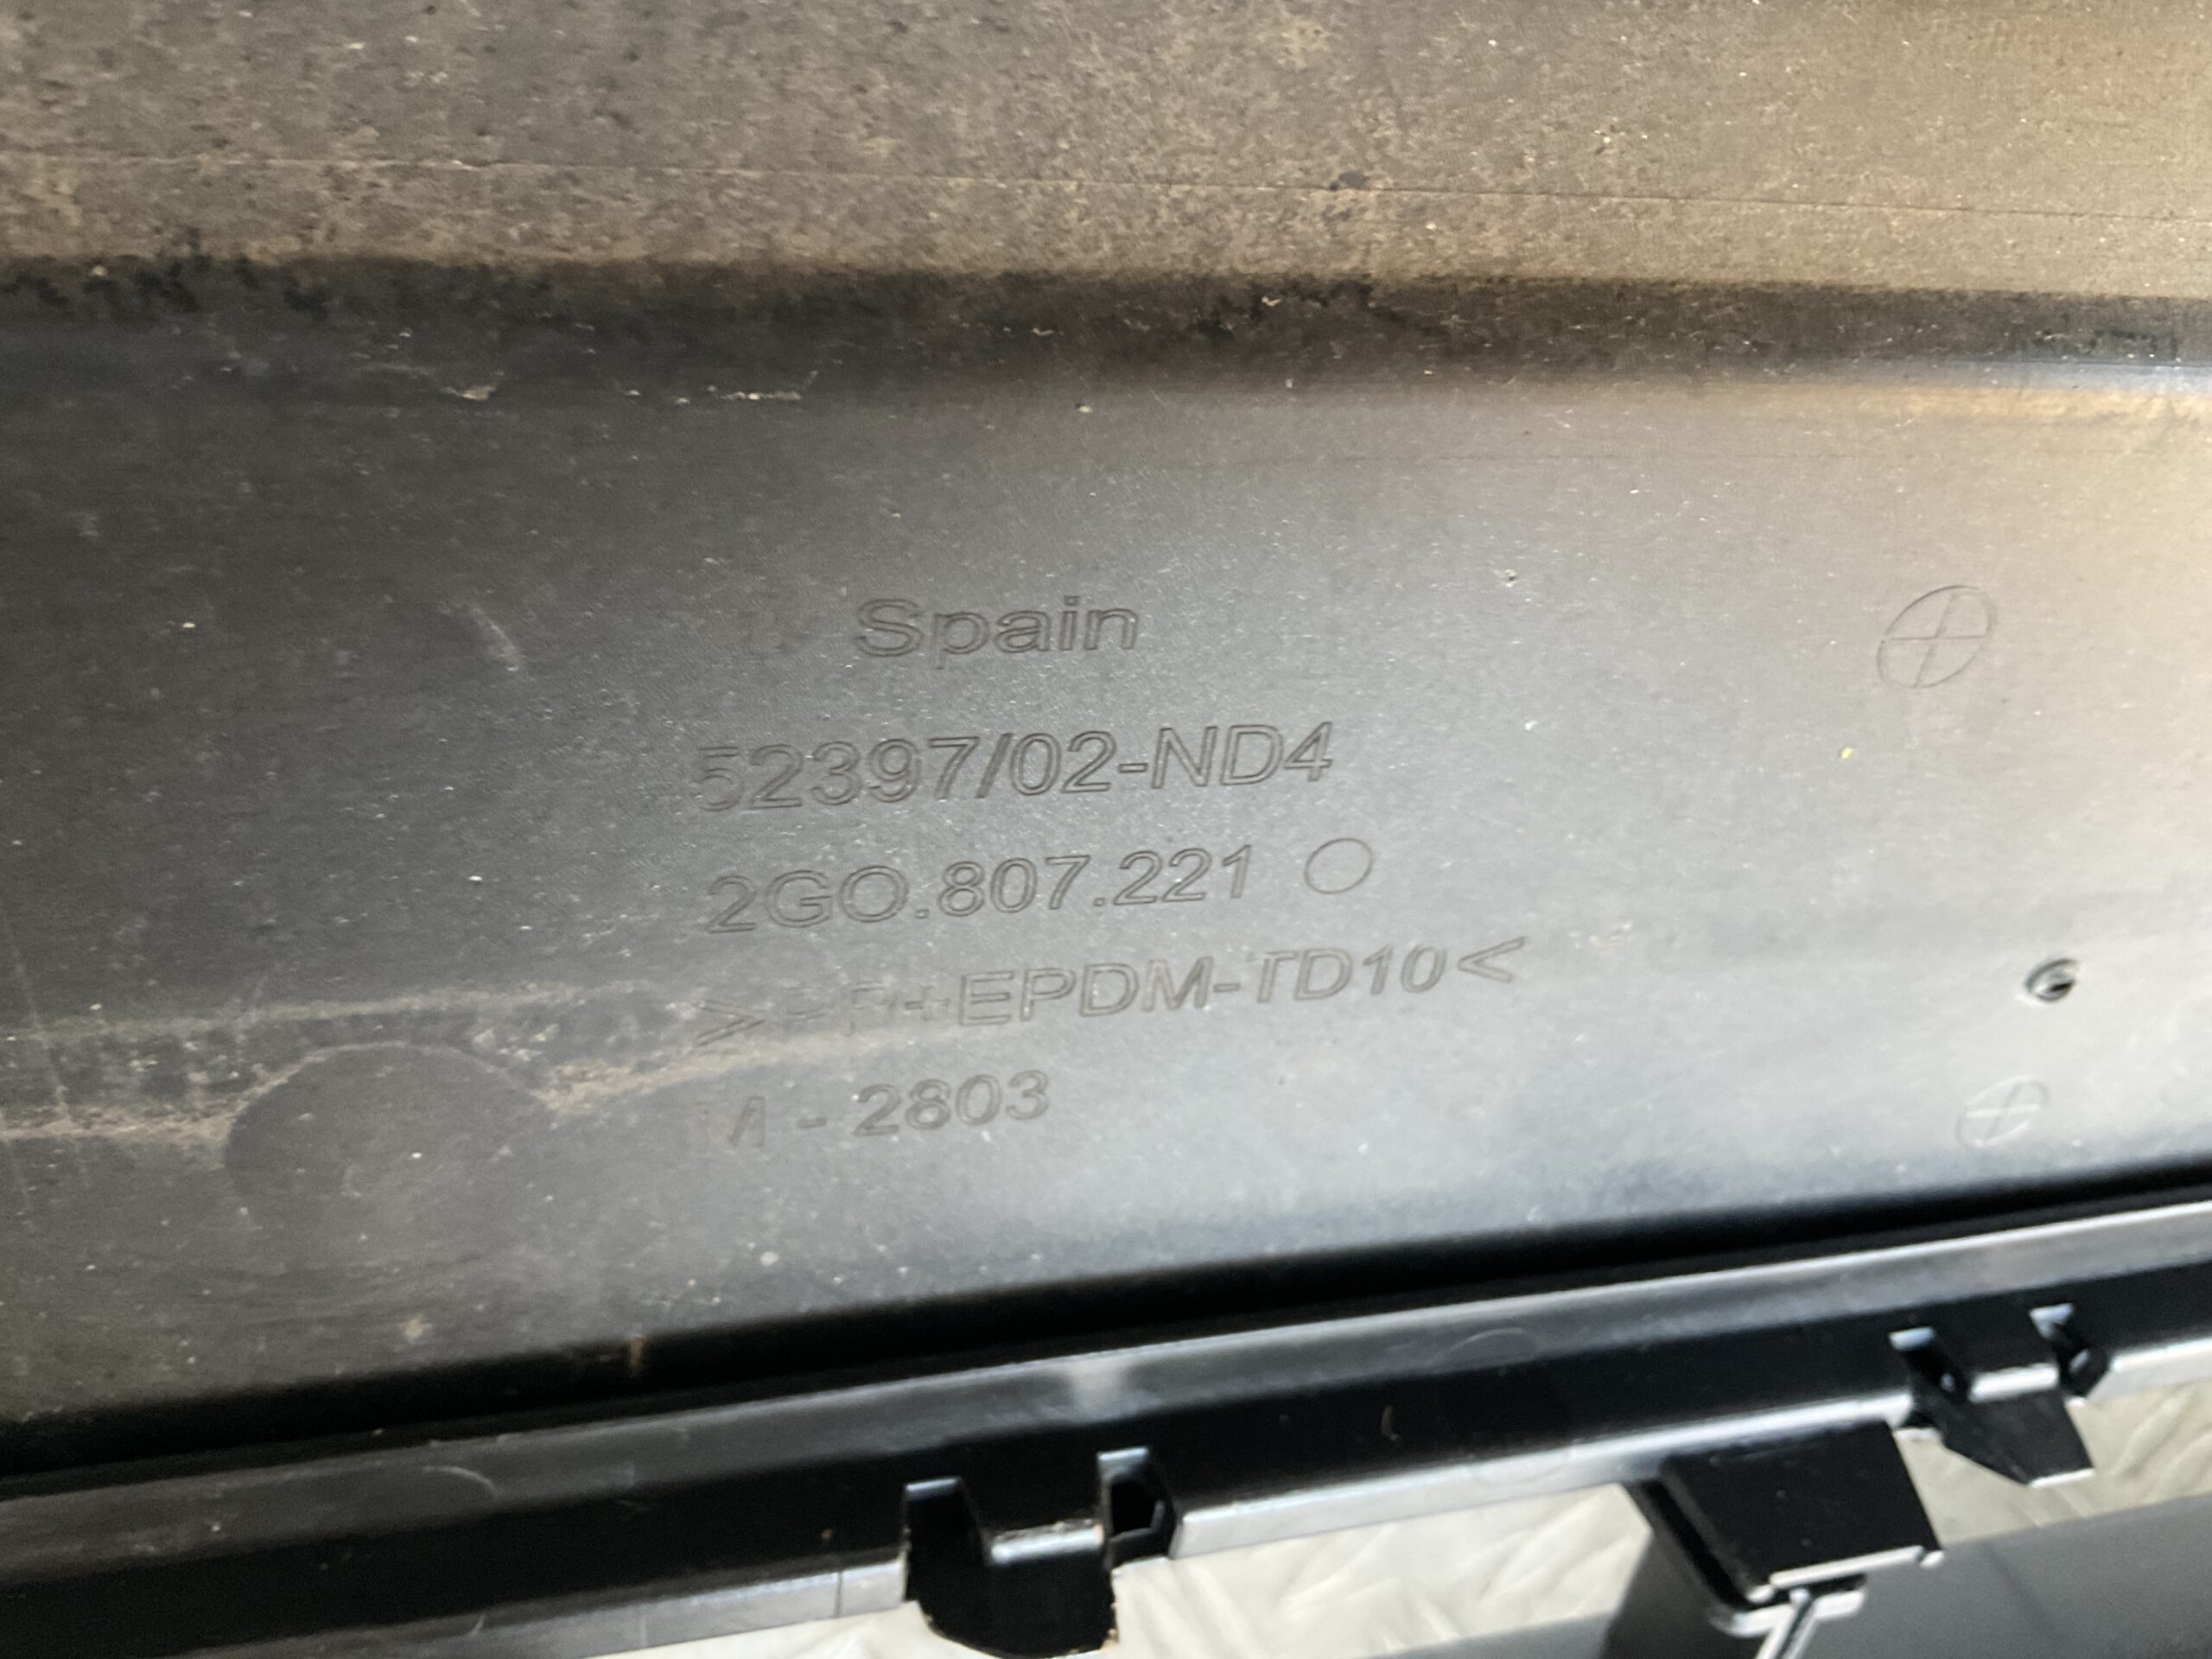 Spain
52397/02-ND4
2GO.807.221
>PP+EPDM-TD10<
M - 2803